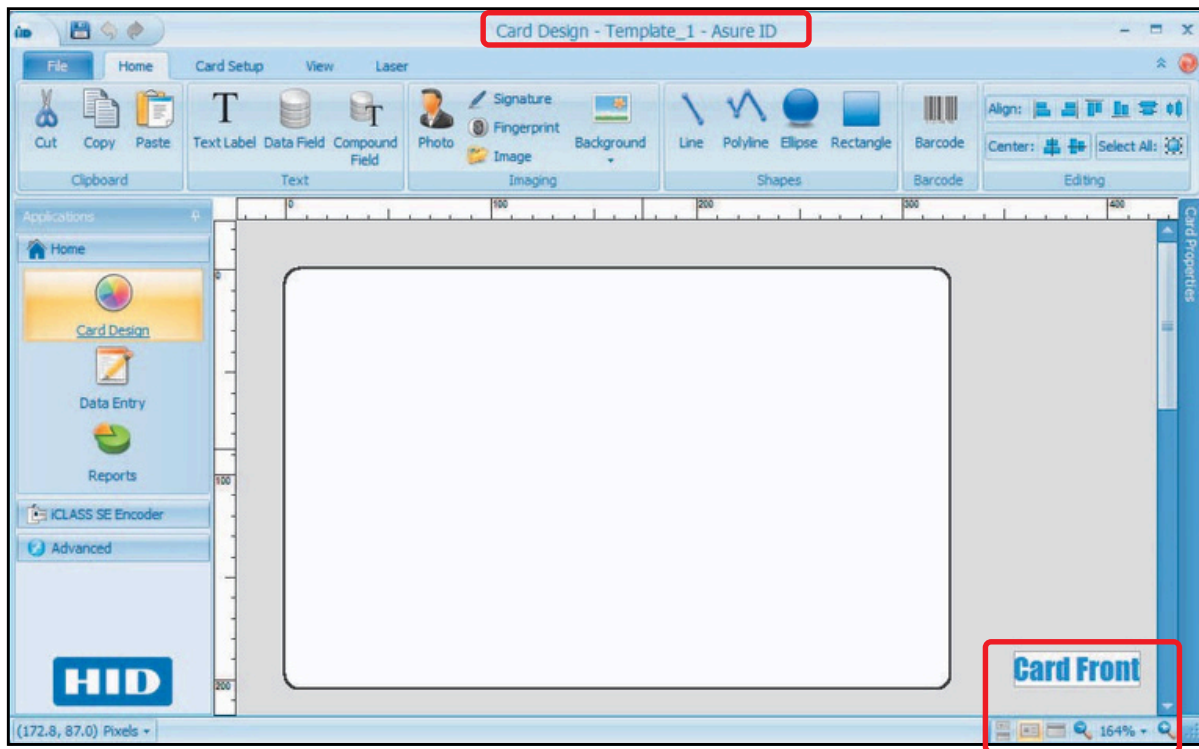 iiD
Card Design - Template_1 - Asure ID
File Home Card Setup View Laser
Cut Copy Paste
Clipboard
Text Label Data Field Compound Field
Text
Photo Signature Fingerprint Image Background
Imaging
Line Polyline Ellipse Rectangle
Shapes
Barcode
Barcode
Align:
Center: Select All:
Editing
Applications
Home
Card Design
Data Entry
Reports
iCLASS SE Encoder
Advanced
HID
0 100 200 300 400
0
100
200
Card Properties
Card Front
(172.8, 87.0) Pixels
164%